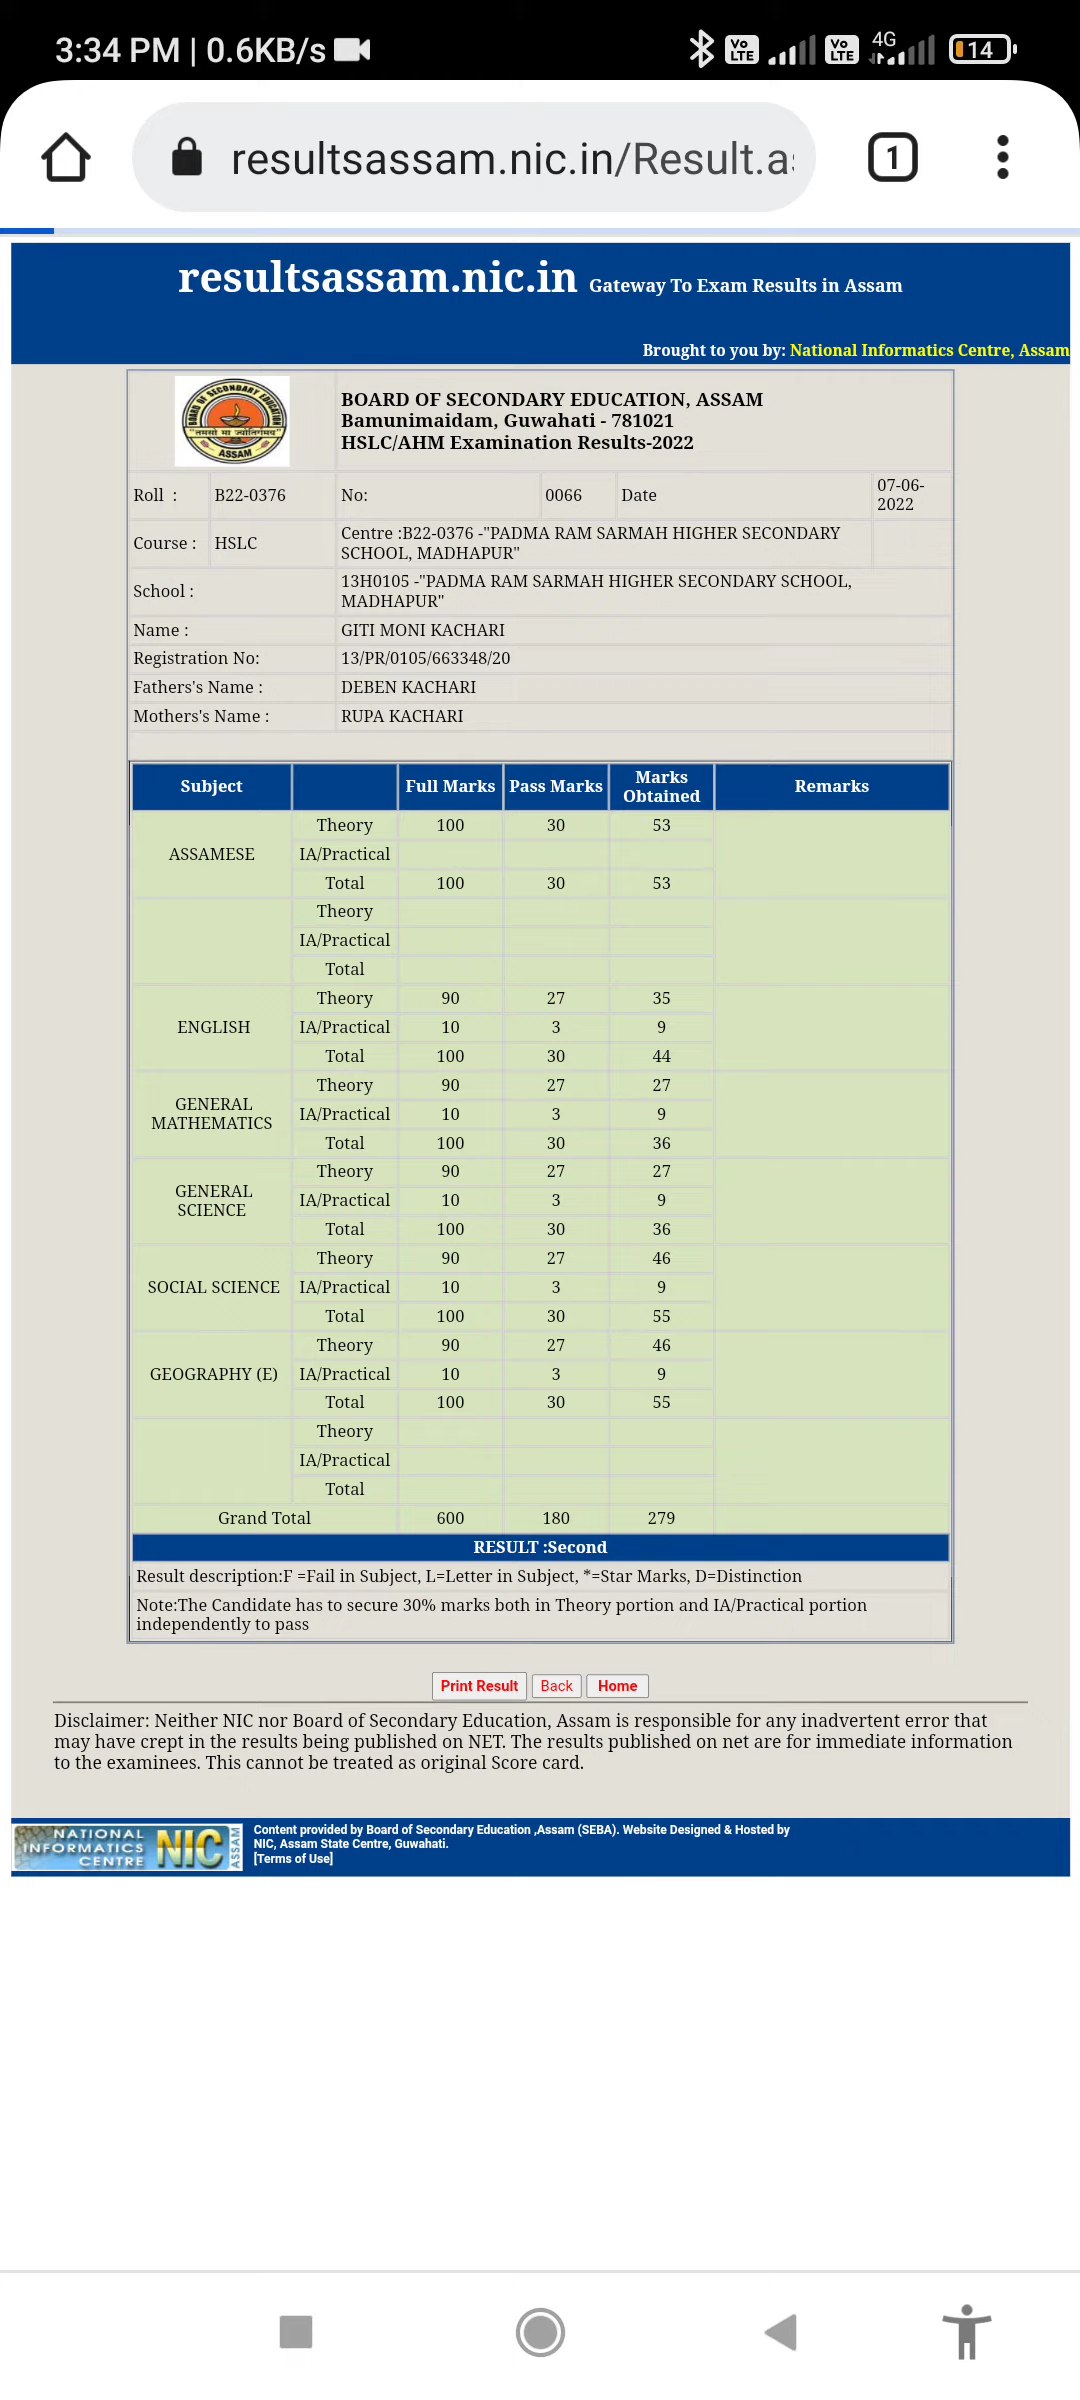 3:34 PM | 0.6KB/s
Vo LTE Vo LTE 4G 14
resultsassam.nic.in/Result.a
1
resultsassam.nic.in Gateway To Exam Results in Assam
Brought to you by: National Informatics Centre, Assam
BOARD OF SECONDARY EDUCATION, ASSAM
Bamunimaidam, Guwahati - 781021
HSLC/AHM Examination Results-2022
BOARD OF SECONDARY EDUCATION
तमसो मा ज्योतिर्गमय
ASSAM
Roll : B22-0376 No: 0066 Date 07-06-
2022
Course : HSLC Centre :B22-0376 -"PADMA RAM SARMAH HIGHER SECONDARY
SCHOOL, MADHAPUR"
School : 13H0105 -"PADMA RAM SARMAH HIGHER SECONDARY SCHOOL,
MADHAPUR"
Name : GITI MONI KACHARI
Registration No: 13/PR/0105/663348/20
Fathers's Name : DEBEN KACHARI
Mothers's Name : RUPA KACHARI
Subject Full Marks Pass Marks Marks
Obtained Remarks
Theory 100 30 53
ASSAMESE IA/Practical
Total 100 30 53
Theory
IA/Practical
Total
Theory 90 27 35
ENGLISH IA/Practical 10 3 9
Total 100 30 44
Theory 90 27 27
GENERAL
MATHEMATICS IA/Practical 10 3 9
Total 100 30 36
Theory 90 27 27
GENERAL
SCIENCE IA/Practical 10 3 9
Total 100 30 36
Theory 90 27 46
SOCIAL SCIENCE IA/Practical 10 3 9
Total 100 30 55
Theory 90 27 46
GEOGRAPHY (E) IA/Practical 10 3 9
Total 100 30 55
Theory
IA/Practical
Total
Grand Total 600 180 279
RESULT :Second
Result description:F =Fail in Subject, L=Letter in Subject, *=Star Marks, D=Distinction
Note:The Candidate has to secure 30% marks both in Theory portion and IA/Practical portion
independently to pass
Print Result Back Home
Disclaimer: Neither NIC nor Board of Secondary Education, Assam is responsible for any inadvertent error that
may have crept in the results being published on NET. The results published on net are for immediate information
to the examinees. This cannot be treated as original Score card.
NATIONAL
INFORMATICS
CENTRE
NIC
ASSAM
Content provided by Board of Secondary Education ,Assam (SEBA). Website Designed & Hosted by
NIC, Assam State Centre, Guwahati.
[Terms of Use]